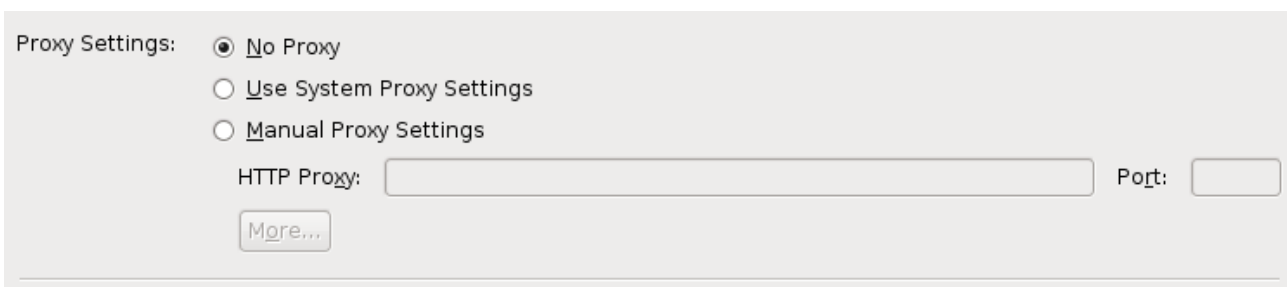 Proxy Settings: No Proxy
Use System Proxy Settings
Manual Proxy Settings
HTTP Proxy: Port:
More...